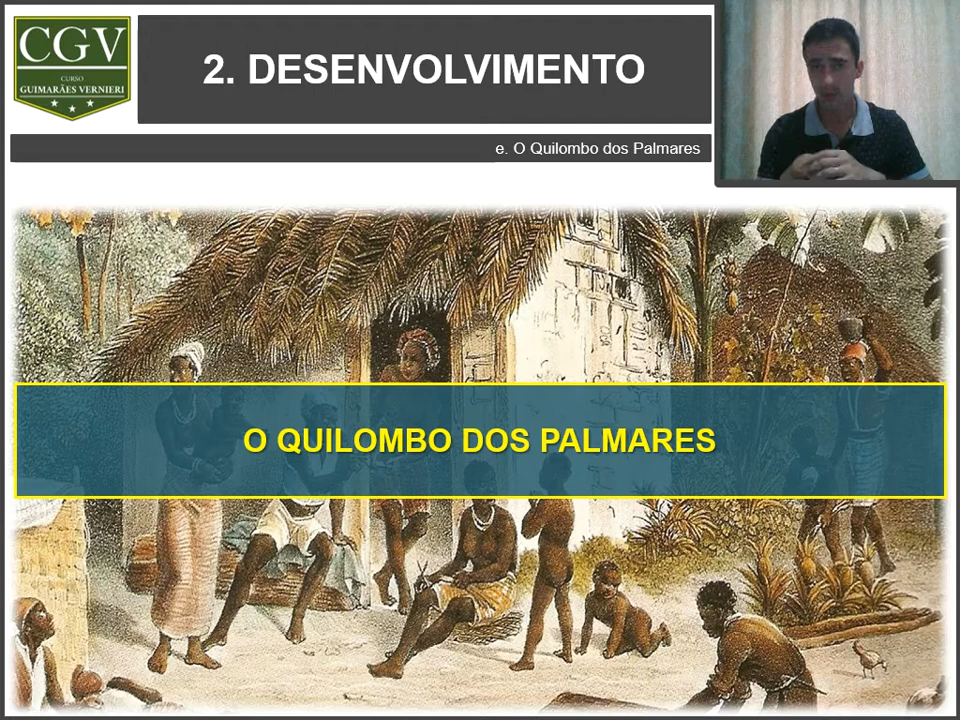 CGV
CURSO
GUIMARÃES VERNIERI
2. DESENVOLVIMENTO
e. O Quilombo dos Palmares
O QUILOMBO DOS PALMARES